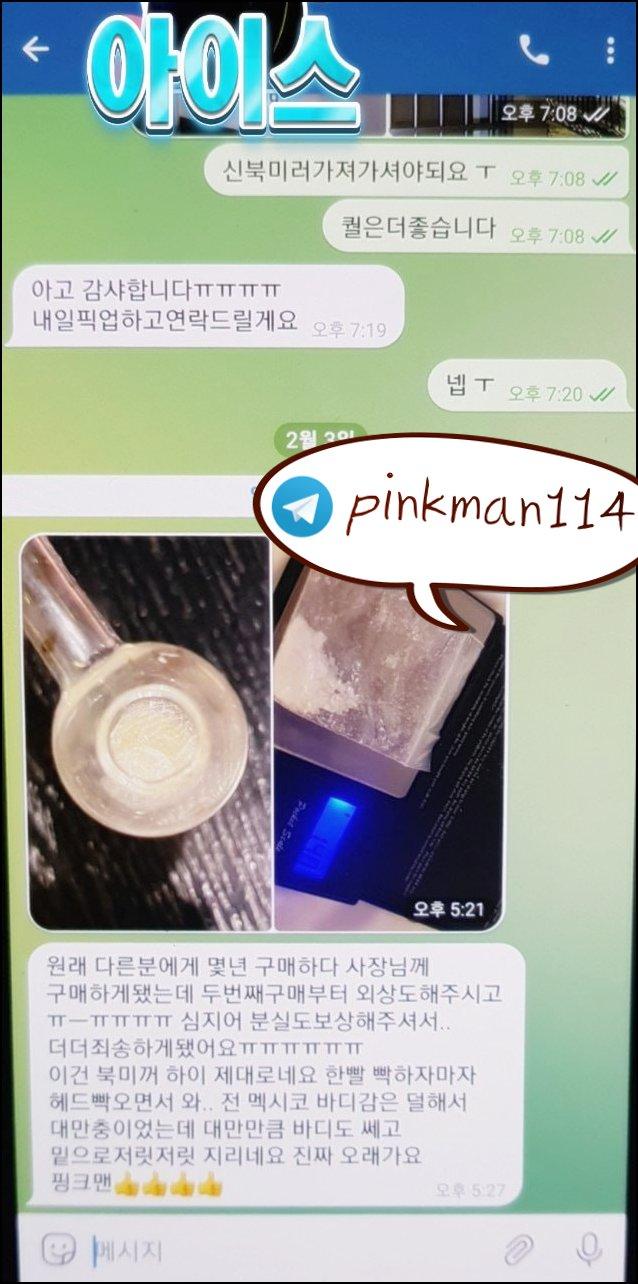 아이스
오후 7:08
신북미러가져가셔야되요 ㅜ 오후 7:08
퀄은더좋습니다 오후 7:08
아고 감샤합니다ㅠㅠㅠㅠ
내일픽업하고연락드릴게요 오후 7:19
넵 ㅜ 오후 7:20
2월 3일
pinkman114
오후 5:21
원래 다른분에게 몇년 구매하다 사장님께
구매하게됐는데 두번째구매부터 외상도해주시고
ㅠㅡㅠㅠㅠㅠ 심지어 분실도보상해주셔서..
더더죄송하게됐어요ㅠㅠㅠㅠㅠㅠ
이건 북미꺼 하이 제대로네요 한빨 빡하자마자
헤드빡오면서 와.. 전 멕시코 바디감은 덜해서
대만충이었는데 대만만큼 바디도 쎄고
밑으로저릿저릿 지리네요 진짜 오래가요
핑크맨👍👍👍👍 오후 5:27
메시지